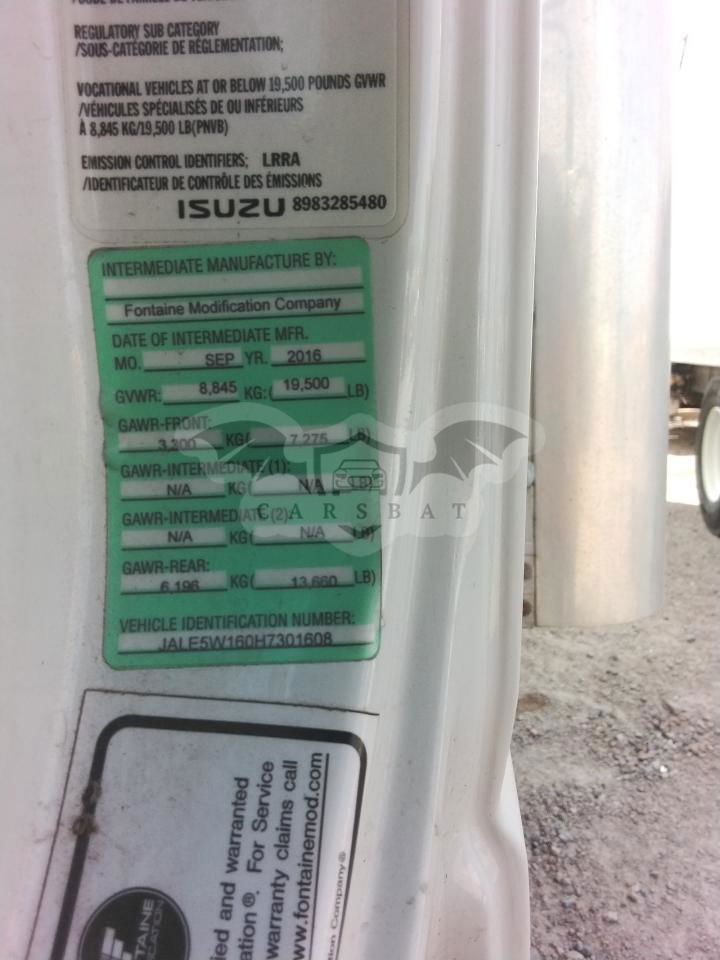 REGULATORY SUB CATEGORY
/SOUS-CATÉGORIE DE RÉGLEMENTATION;
VOCATIONAL VEHICLES AT OR BELOW 19,500 POUNDS GVWR
/VÉHICULES SPÉCIALISÉS DE OU INFÉRIEURS
À 8,845 KG/19,500 LB(PNVB)
EMISSION CONTROL IDENTIFIERS; LRRA
/IDENTIFICATEUR DE CONTRÔLE DES ÉMISSIONS
ISUZU 8983285480
INTERMEDIATE MANUFACTURE BY:
Fontaine Modification Company
DATE OF INTERMEDIATE MFR.
MO. SEP YR. 2016
GVWR: 8,845 KG: (19,500 LB)
GAWR-FRONT:
3,300 KG( 7,275 LB)
GAWR-INTERMEDIATE (1):
N/A KG( N/A LB)
GAWR-INTERMEDIATE (2):
N/A KG( N/A LB)
CARSBAT
GAWR-REAR:
6,196 KG( 13,660 LB)
VEHICLE IDENTIFICATION NUMBER:
JALE5W160H7301608
ied and warranted
ation®. For Service
warranty claims call
ww.fontainemod.com
Company®